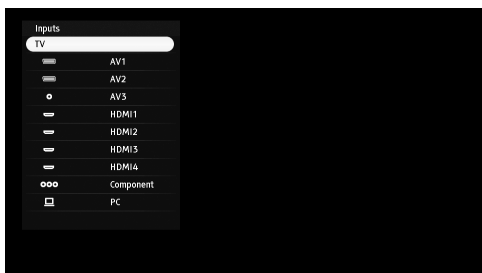 Inputs
TV
AV1
AV2
AV3
HDMI1
HDMI2
HDMI3
HDMI4
Component
PC